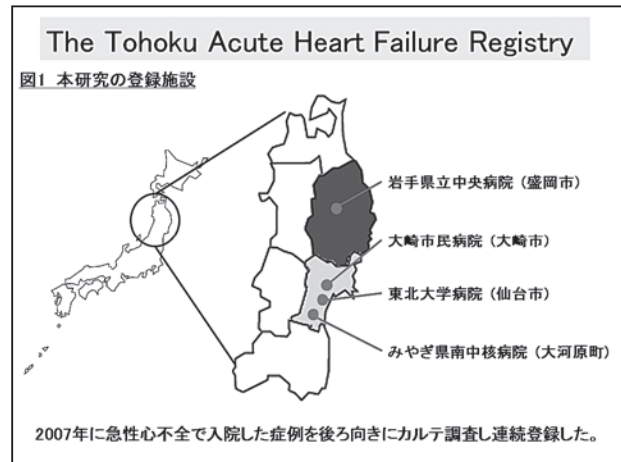 The Tohoku Acute Heart Failure Registry
図1 本研究の登録施設
岩手県立中央病院（盛岡市）
大崎市民病院（大崎市）
東北大学病院（仙台市）
みやぎ県南中核病院（大河原町）
2007年に急性心不全で入院した症例を後ろ向きにカルテ調査し連続登録した。